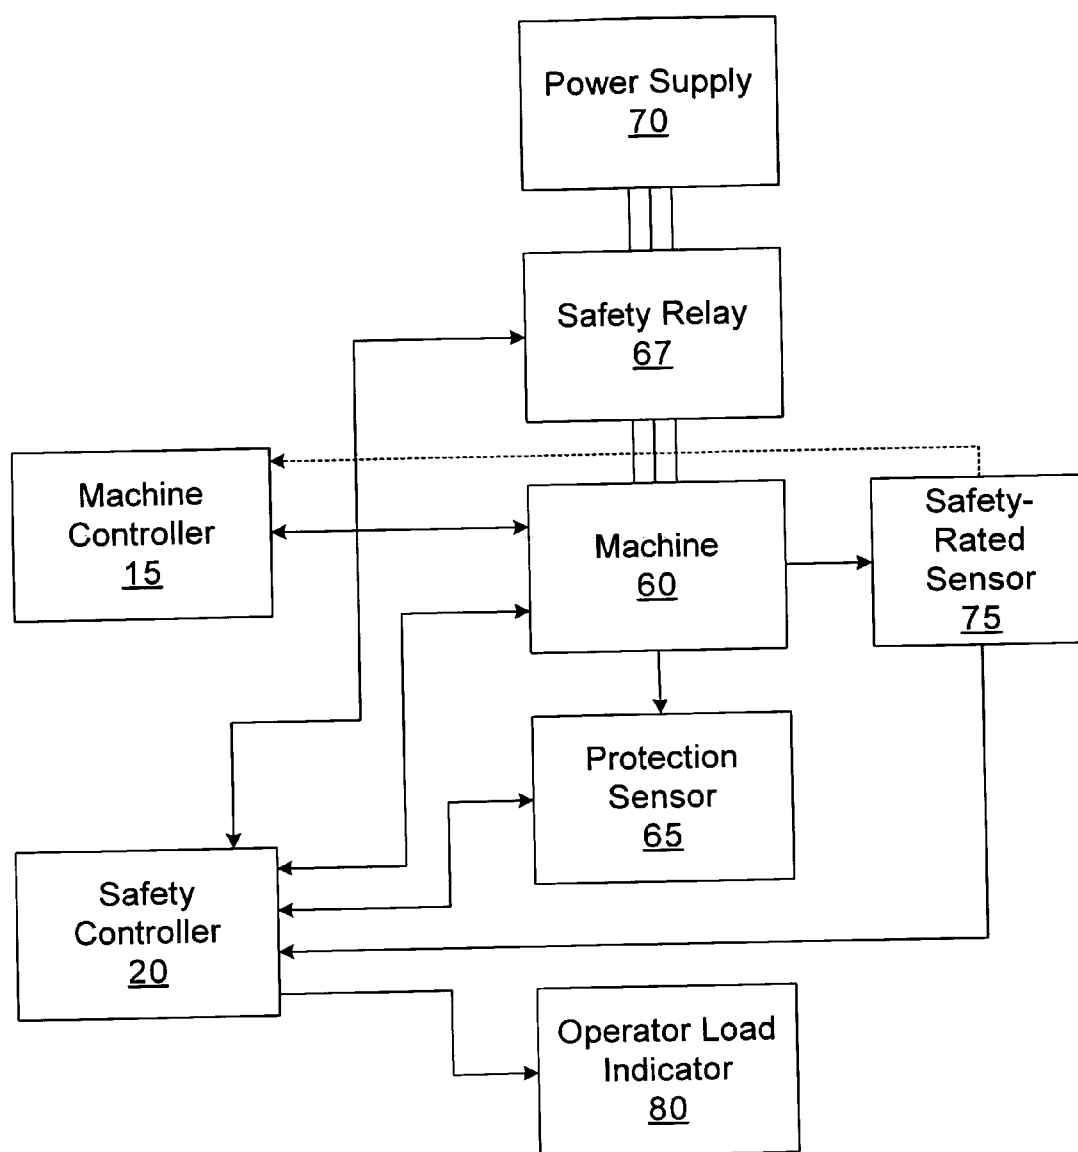 Power Supply
70
Safety Relay
67
Machine
Controller
15
Machine
60
Safety-
Rated
Sensor
75
Protection
Sensor
65
Safety
Controller
20
Operator Load
Indicator
80